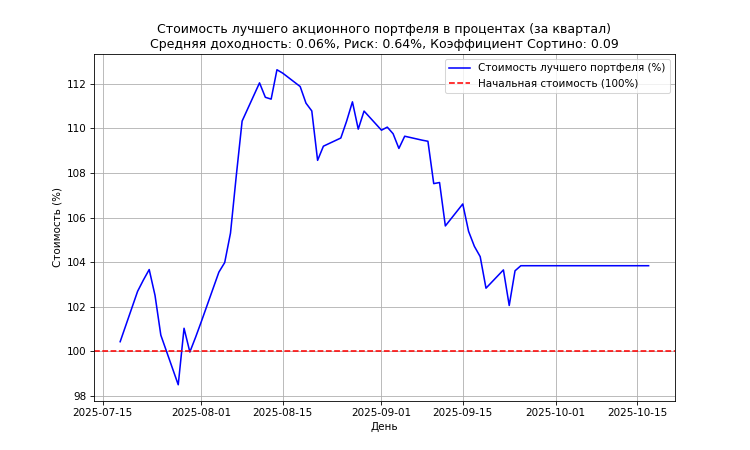 Стоимость лучшего акционного портфеля в процентах (за квартал)
Средняя доходность: 0.06%, Риск: 0.64%, Коэффициент Сортино: 0.09
Стоимость лучшего портфеля (%)
Начальная стоимость (100%)
Стоимость (%)
112
110
108
106
104
102
100
98
2025-07-15
2025-08-01
2025-08-15
2025-09-01
2025-09-15
2025-10-01
2025-10-15
День